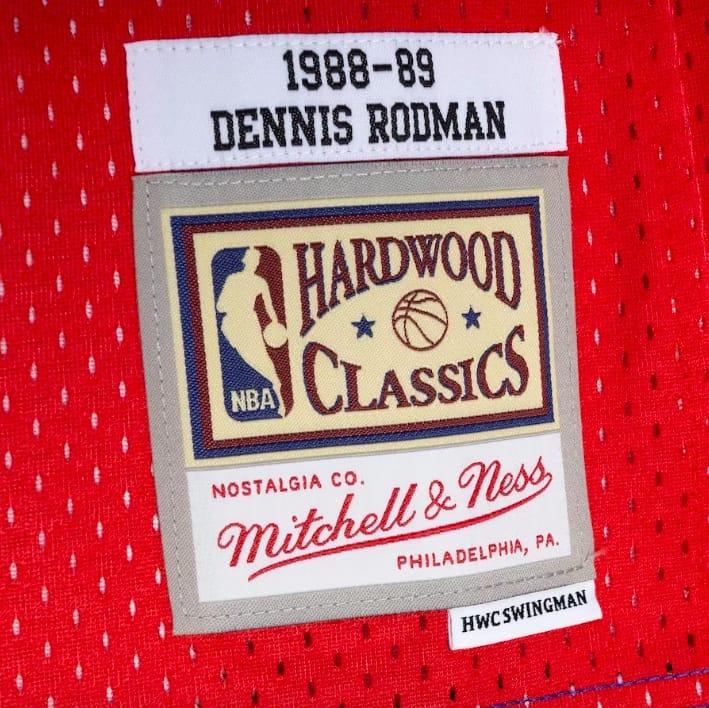 1988-89
DENNIS RODMAN
HARDWOOD
CLASSICS
NBA
NOSTALGIA CO.
Mitchell & Ness
PHILADELPHIA, PA.
HWC SWINGMAN